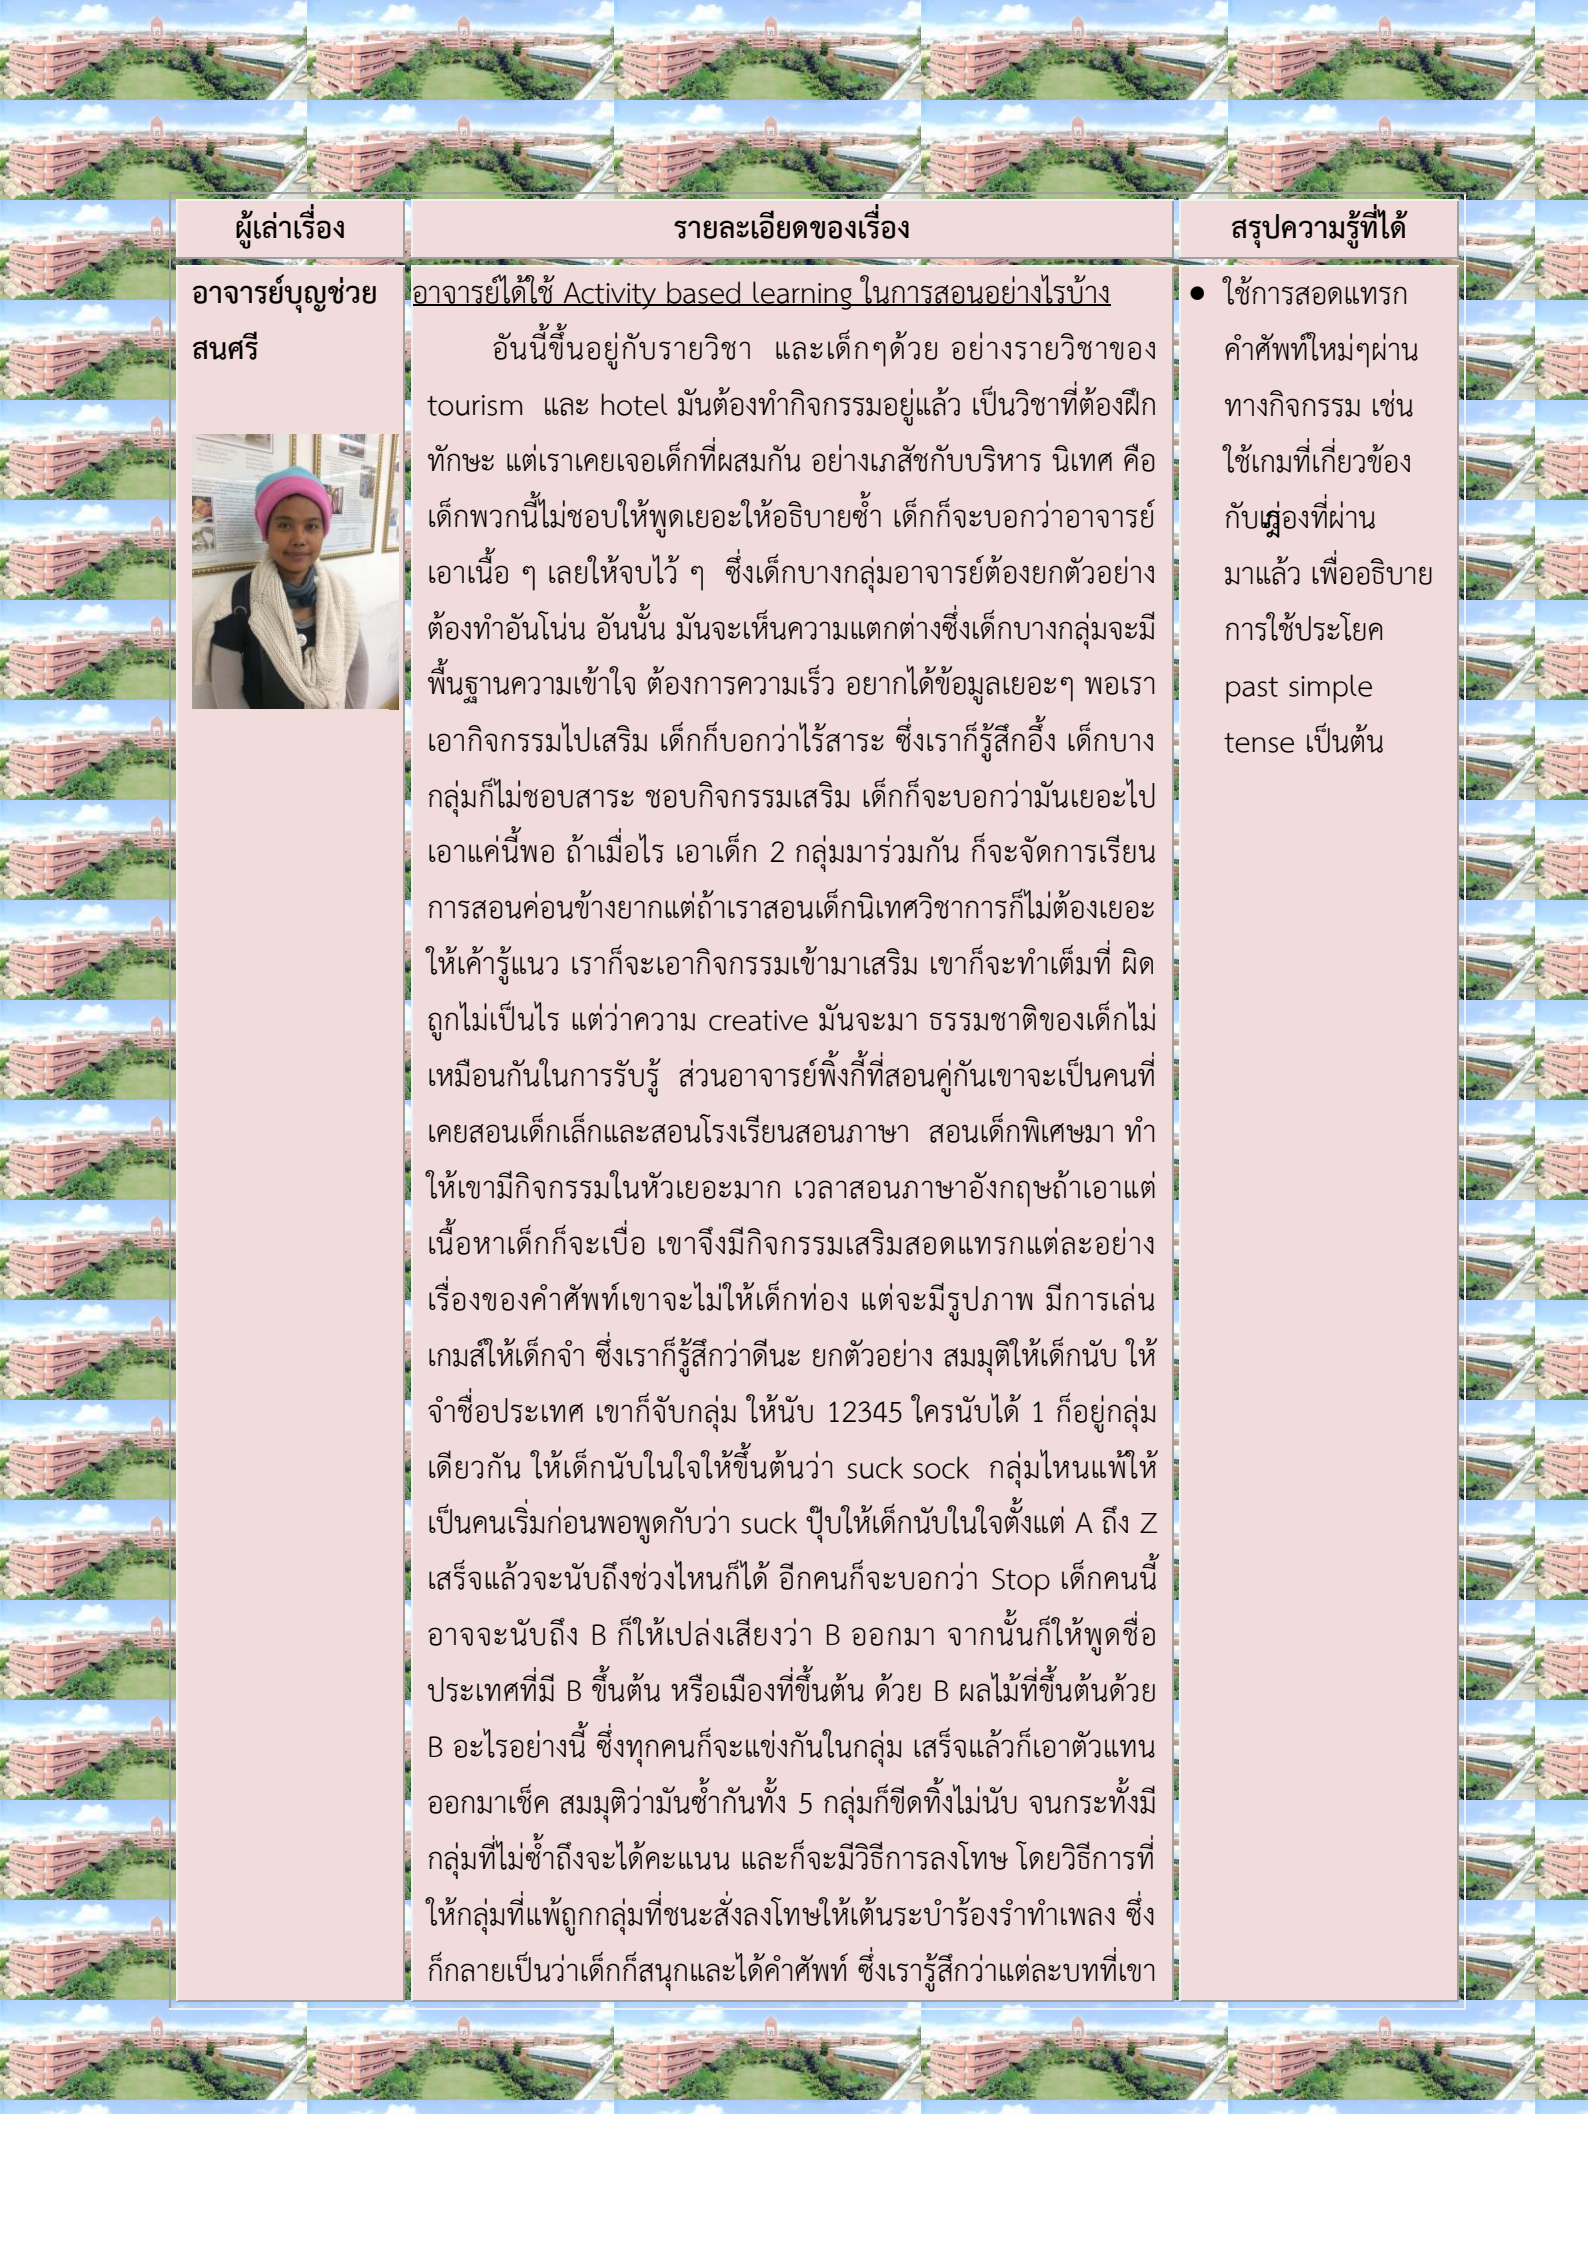 ผู้เล่าเรื่อง
รายละเอียดของเรื่อง
สรุปความรู้ที่ได้
อาจารย์บุญช่วย
สนศรี
อาจารย์ได้ใช้ Activity based learning ในการสอนอย่างไรบ้าง
อันนี้ขึ้นอยู่กับรายวิชา และเด็กๆด้วย อย่างรายวิชาของ
tourism และ hotel มันต้องทำกิจกรรมอยู่แล้ว เป็นวิชาที่ต้องฝึก
ทักษะ แต่เราเคยเจอเด็กที่ผสมกัน อย่างเภสัชกับบริหาร นิเทศ คือ
เด็กพวกนี้ไม่ชอบให้พูดเยอะให้อธิบายซ้ำ เด็กก็จะบอกว่าอาจารย์
เอาเนื้อ ๆ เลยให้จบไว้ ๆ ซึ่งเด็กบางกลุ่มอาจารย์ต้องยกตัวอย่าง
ต้องทำอันโน่น อันนั้น มันจะเห็นความแตกต่างซึ่งเด็กบางกลุ่มจะมี
พื้นฐานความเข้าใจ ต้องการความเร็ว อยากได้ข้อมูลเยอะๆ พอเรา
เอากิจกรรมไปเสริม เด็กก็บอกว่าไร้สาระ ซึ่งเราก็รู้สึกอึ้ง เด็กบาง
กลุ่มก็ไม่ชอบสาระ ชอบกิจกรรมเสริม เด็กก็จะบอกว่ามันเยอะไป
เอาแค่นี้พอ ถ้าเมื่อไร เอาเด็ก 2 กลุ่มมาร่วมกัน ก็จะจัดการเรียน
การสอนค่อนข้างยากแต่ถ้าเราสอนเด็กนิเทศวิชาการก็ไม่ต้องเยอะ
ให้เค้ารู้แนว เราก็จะเอากิจกรรมเข้ามาเสริม เขาก็จะทำเต็มที่ ผิด
ถูกไม่เป็นไร แต่ว่าความ creative มันจะมา ธรรมชาติของเด็กไม่
เหมือนกันในการรับรู้ ส่วนอาจารย์พิ้งกี้ที่สอนคู่กันเขาจะเป็นคนที่
เคยสอนเด็กเล็กและสอนโรงเรียนสอนภาษา สอนเด็กพิเศษมา ทำ
ให้เขามีกิจกรรมในหัวเยอะมาก เวลาสอนภาษาอังกฤษถ้าเอาแต่
เนื้อหาเด็กก็จะเบื่อ เขาจึงมีกิจกรรมเสริมสอดแทรกแต่ละอย่าง
เรื่องของคำศัพท์เขาจะไม่ให้เด็กท่อง แต่จะมีรูปภาพ มีการเล่น
เกมส์ให้เด็กจำ ซึ่งเราก็รู้สึกว่าดีนะ ยกตัวอย่าง สมมุติให้เด็กนับ ให้
จำชื่อประเทศ เขาก็จับกลุ่ม ให้นับ 12345 ใครนับได้ 1 ก็อยู่กลุ่ม
เดียวกัน ให้เด็กนับในใจให้ขึ้นต้นว่า suck sock กลุ่มไหนแพ้ให้
เป็นคนเริ่มก่อนพอพูดกับว่า suck ปุ๊บให้เด็กนับในใจตั้งแต่ A ถึง Z
เสร็จแล้วจะนับถึงช่วงไหนก็ได้ อีกคนก็จะบอกว่า Stop เด็กคนนี้
อาจจะนับถึง B ก็ให้เปล่งเสียงว่า B ออกมา จากนั้นก็ให้พูดชื่อ
ประเทศที่มี B ขึ้นต้น หรือเมืองที่ขึ้นต้น ด้วย B ผลไม้ที่ขึ้นต้นด้วย
B อะไรอย่างนี้ ซึ่งทุกคนก็จะแข่งกันในกลุ่ม เสร็จแล้วก็เอาตัวแทน
ออกมาเช็ค สมมุติว่ามันซ้ำกันทั้ง 5 กลุ่มก็ขีดทิ้งไม่นับ จนกระทั้งมี
กลุ่มที่ไม่ซ้ำถึงจะได้คะแนน และก็จะมีวิธีการลงโทษ โดยวิธีการที่
ให้กลุ่มที่แพ้ถูกกลุ่มที่ชนะสั่งลงโทษให้เต้นระบำร้องรำทำเพลง ซึ่ง
ก็กลายเป็นว่าเด็กก็สนุกและได้คำศัพท์ ซึ่งเรารู้สึกว่าแต่ละบทที่เขา
● ใช้การสอดแทรก
คำศัพท์ใหม่ๆผ่าน
ทางกิจกรรม เช่น
ใช้เกมที่เกี่ยวข้อง
ที่ผ่าน
มาแล้ว เพื่ออธิบาย
การใช้ประโยค
past simple
tense เป็นต้น